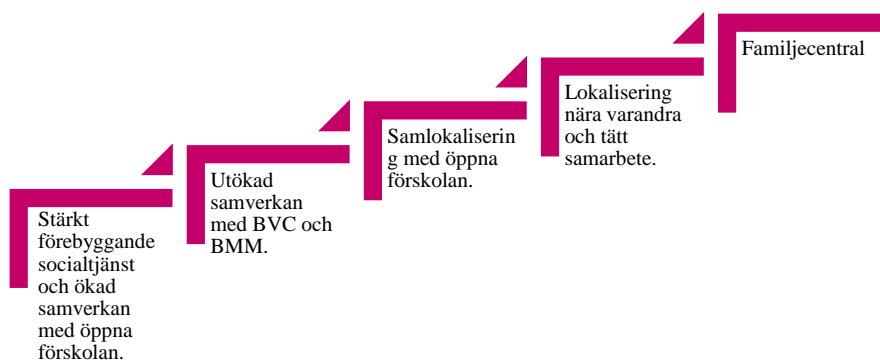 Stärkt
förebyggande
socialtjänst
och ökad
samverkan
med öppna
förskolan.
Utökad
samverkan
med BVC och
BMM.
Samlokaliserin
g med öppna
förskolan.
Lokalisering
nära varandra
och tätt
samarbete.
Familjecentral